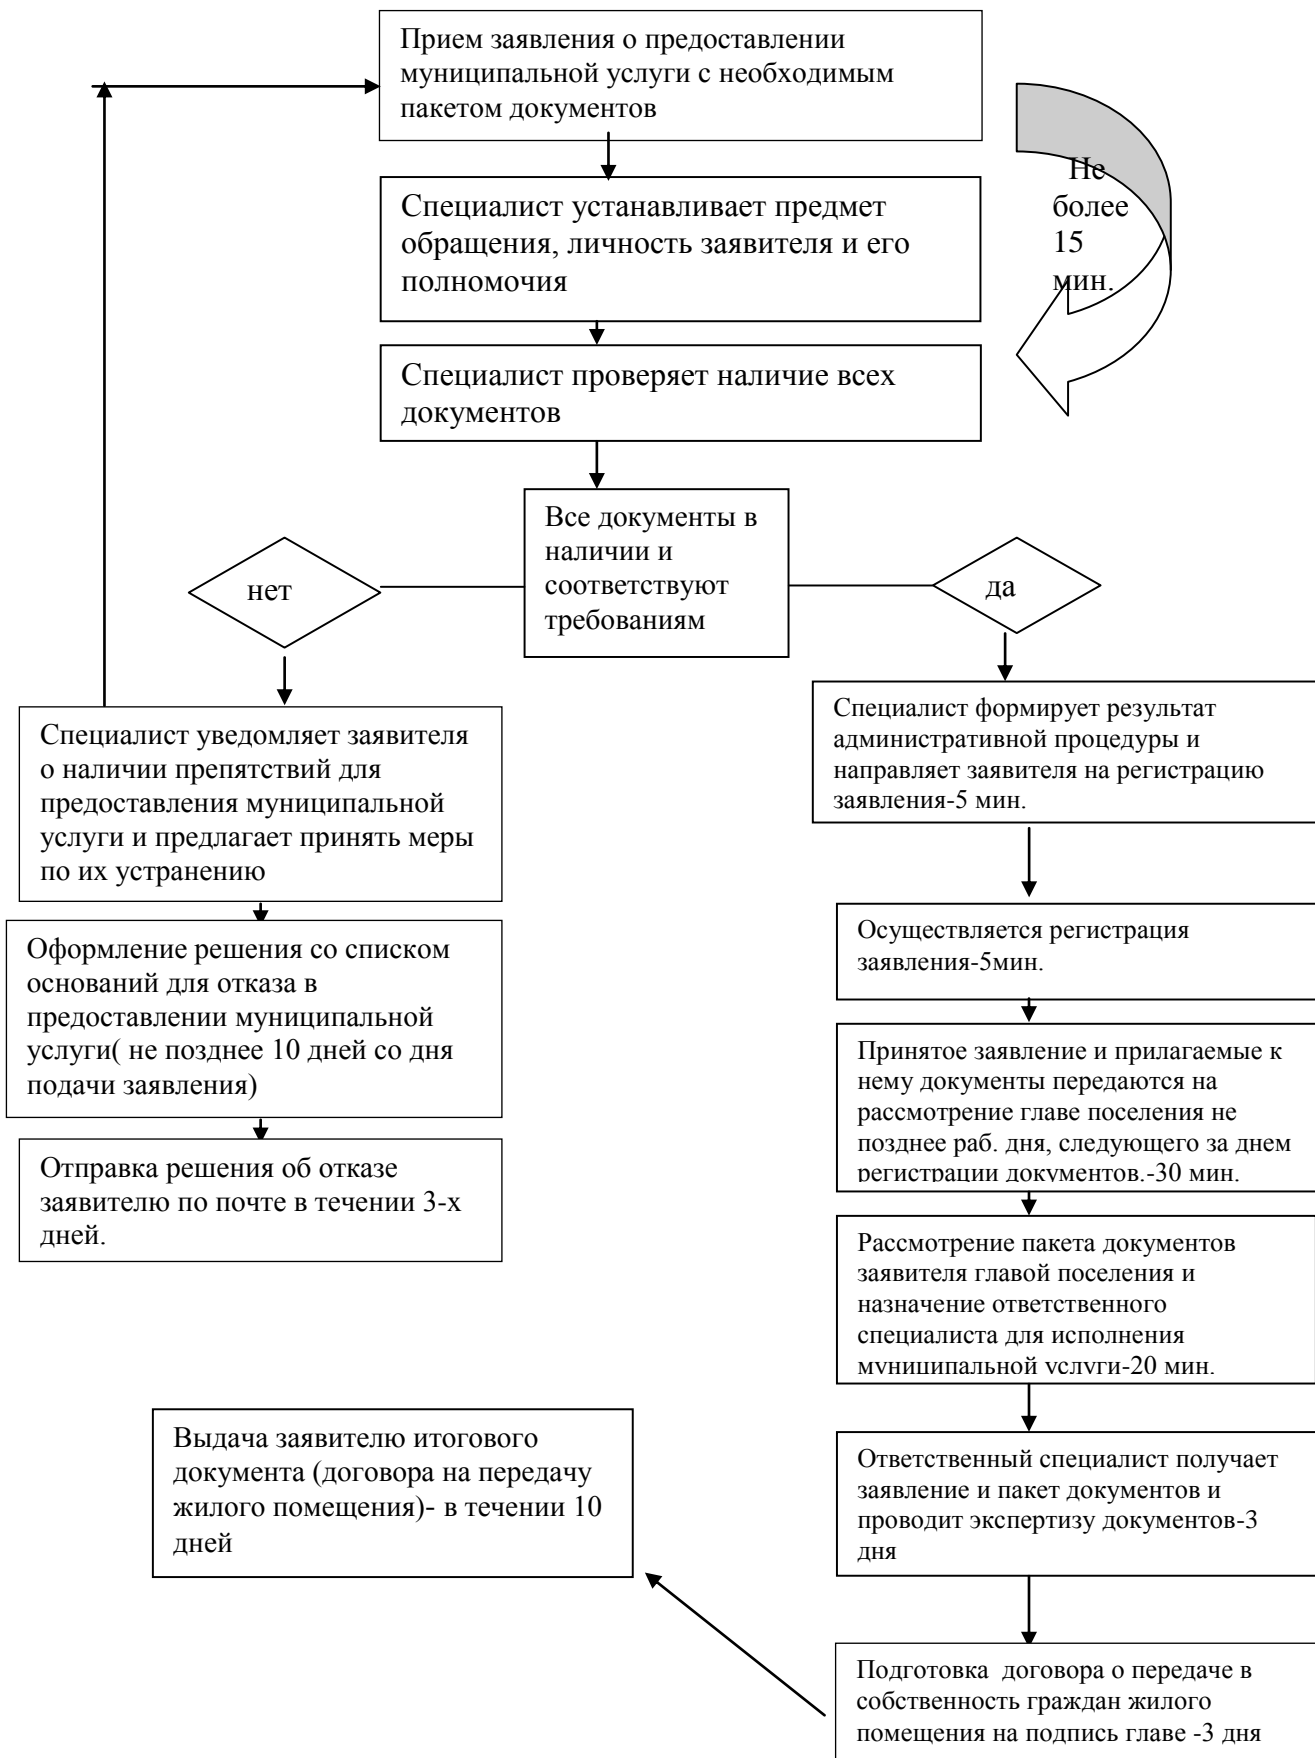 Прием заявления о предоставлении
муниципальной услуги с необходимым
пакетом документов
Не
более
15
мин.
Специалист устанавливает предмет
обращения, личность заявителя и его
полномочия
Специалист проверяет наличие всех
документов
Все документы в
наличии и
соответствуют
требованиям
нет
да
Специалист уведомляет заявителя
о наличии препятствий для
предоставления муниципальной
услуги и предлагает принять меры
по их устранению
Оформление решения со списком
оснований для отказа в
предоставлении муниципальной
услуги( не позднее 10 дней со дня
подачи заявления)
Отправка решения об отказе
заявителю по почте в течении 3-х
дней.
Специалист формирует результат
административной процедуры и
направляет заявителя на регистрацию
заявления-5 мин.
Осуществляется регистрация
заявления-5мин.
Принятое заявление и прилагаемые к
нему документы передаются на
рассмотрение главе поселения не
позднее раб. дня, следующего за днем
регистрации документов.-30 мин.
Рассмотрение пакета документов
заявителя главой поселения и
назначение ответственного
специалиста для исполнения
муниципальной услуги-20 мин.
Ответственный специалист получает
заявление и пакет документов и
проводит экспертизу документов-3
дня
Подготовка  договора о передаче в
собственность граждан жилого
помещения на подпись главе -3 дня
Выдача заявителю итогового
документа (договора на передачу
жилого помещения)- в течении 10
дней